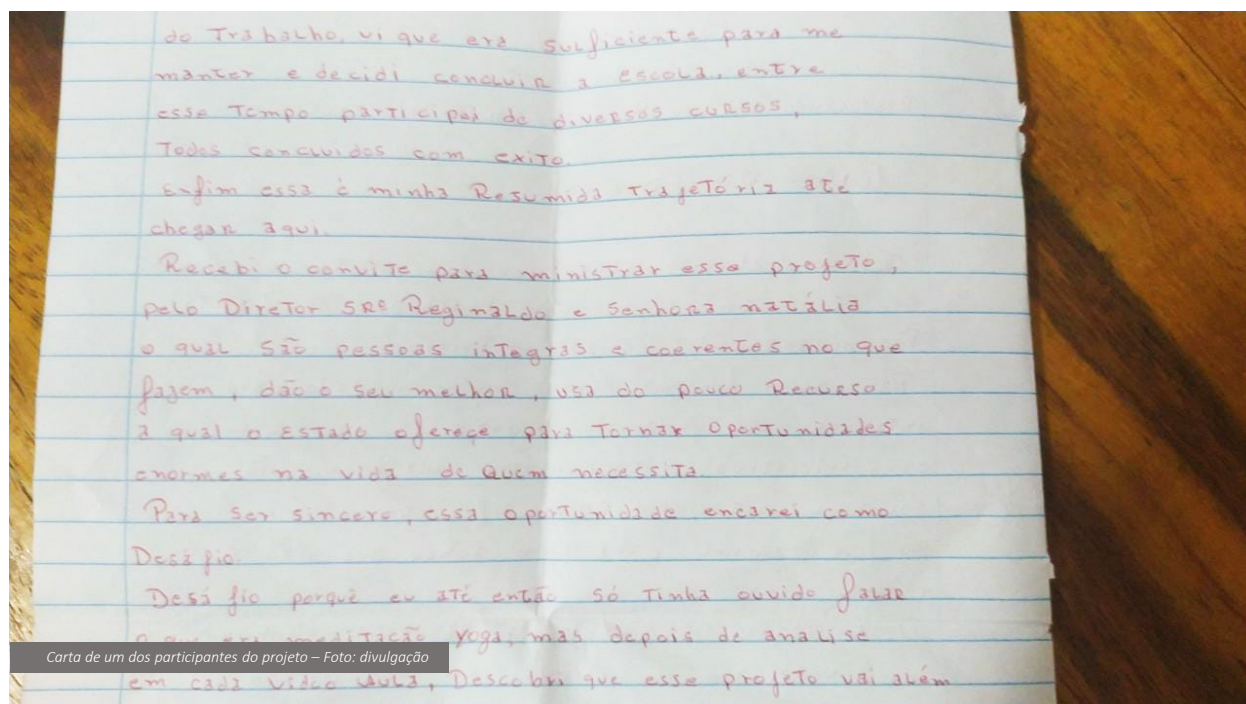 do Trabalho, vi que era suficiente para me
manter e decidi concluir a escola, entre
esse Tempo participei de diversos cursos,
Todos concluidos com exiTo.
Enfim essa é minha Resumida TrajeTória até
chegar aqui.
Recebi o conviTe para minisTrar esse projeTo,
pelo DireTor SRº Reginaldo e Senhora natália
o qual São pessoas inTegras e coerentes no que
fazem, dão o seu melhor, usa do pouco Recurso
a qual o ESTado ofereçe para Tornar OporTunidades
enormes na vida de Quem necessiTa.
Para Ser sincero, essa oporTunidade encarei como
Desafio.
Desafio porquê eu aTé então só Tinha ouvido falar
o que era mediTação yoga, mas depois de analise
em cada video Aula, Descobri que esse projeTo vai além
Carta de um dos participantes do projeto – Foto: divulgação